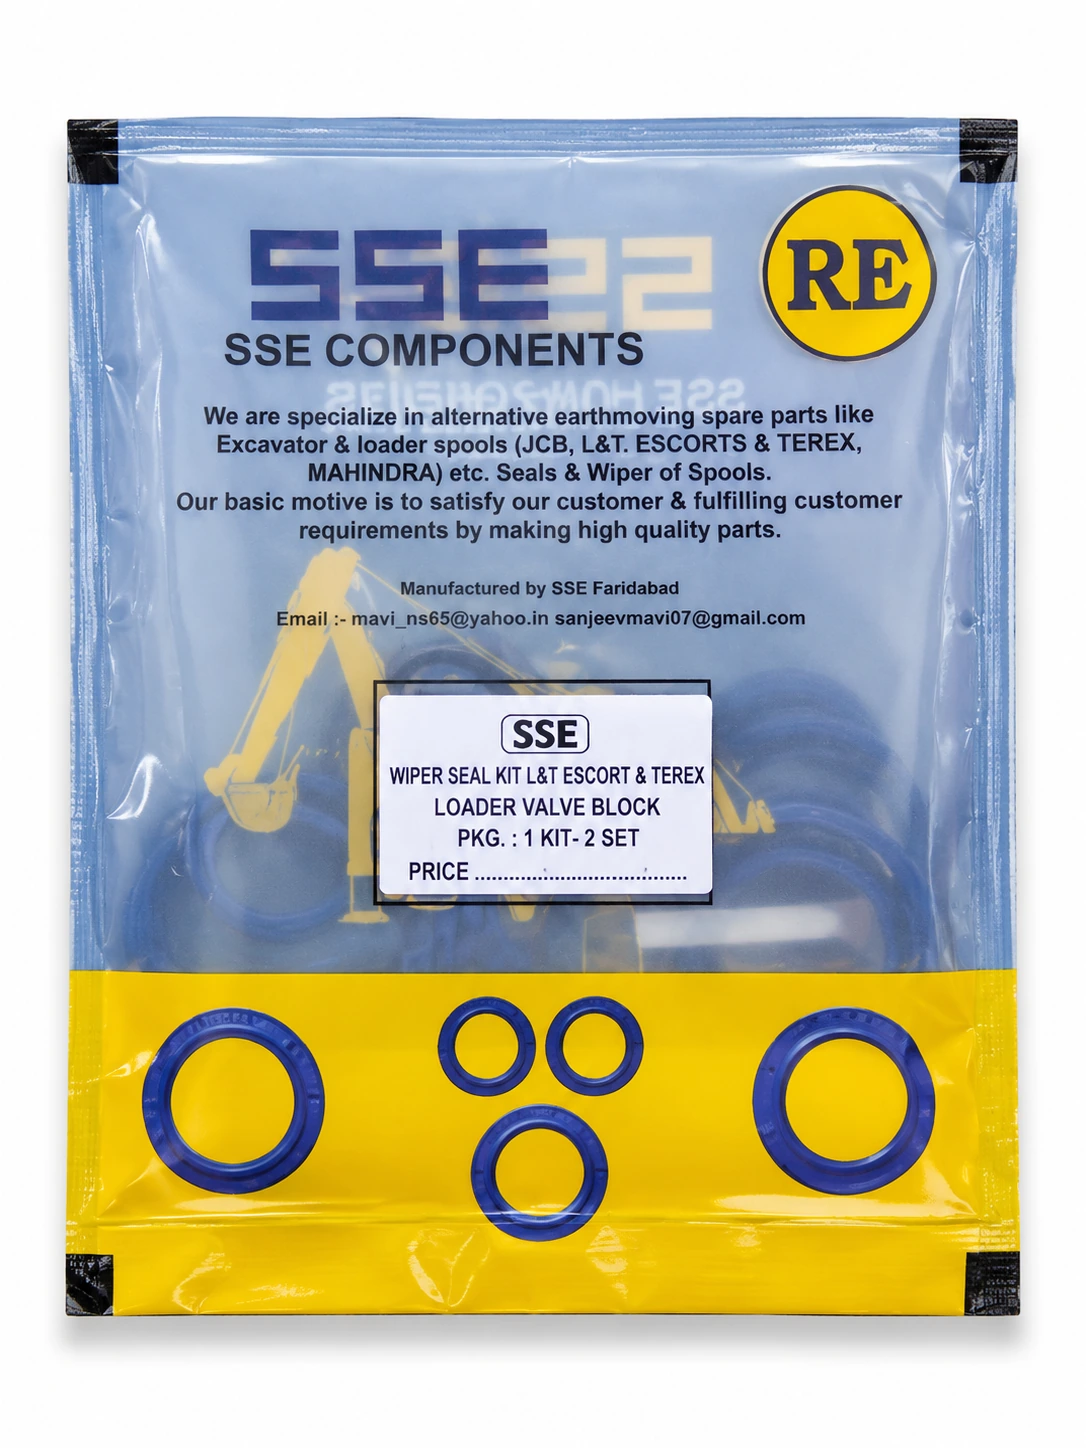 SSE
RE
SSE COMPONENTS
We are specialize in alternative earthmoving spare parts like
Excavator & loader spools (JCB, L&T. ESCORTS & TEREX,
MAHINDRA) etc. Seals & Wiper of Spools.
Our basic motive is to satisfy our customer & fulfilling customer
requirements by making high quality parts.
Manufactured by SSE Faridabad
Email :- mavi_ns65@yahoo.in sanjeevmavi07@gmail.com
SSE
WIPER SEAL KIT L&T ESCORT & TEREX
LOADER VALVE BLOCK
PKG. : 1 KIT- 2 SET
PRICE .....................................